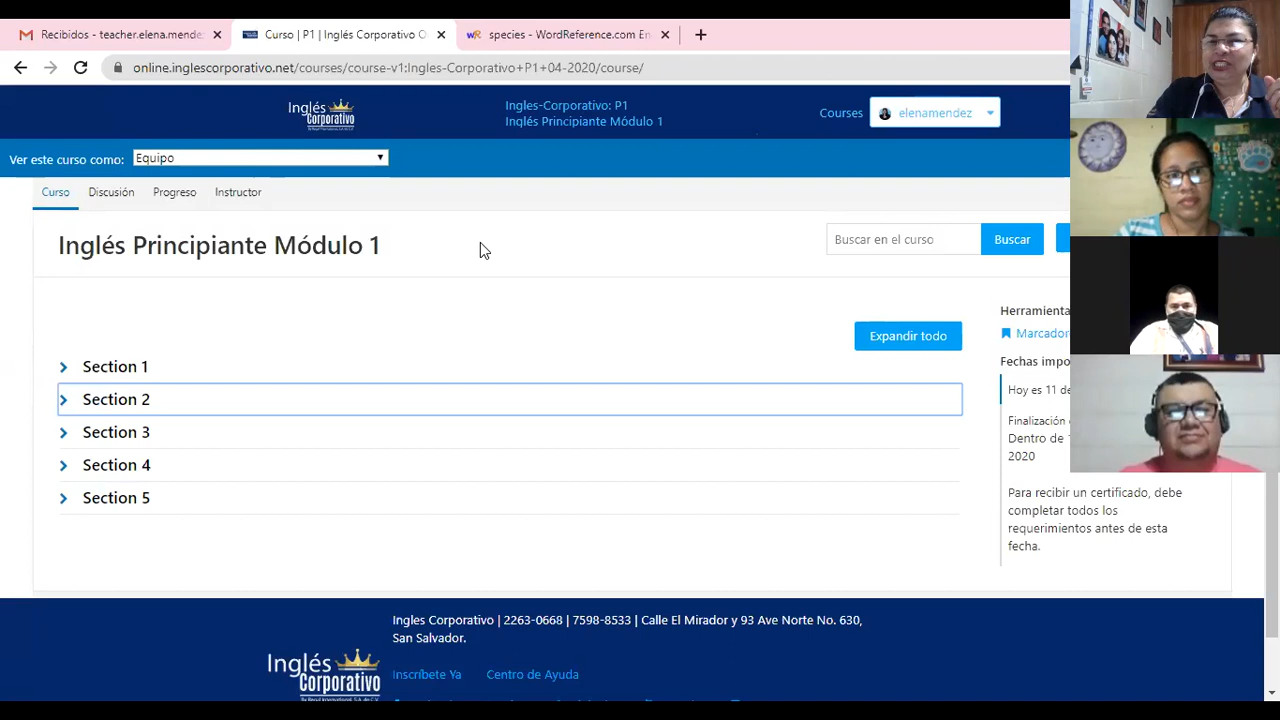 Recibidos - teacher.elena.mende
Curso | P1 | Inglés Corporativo O
species - WordReference.com En
online.inglescorporativo.net/courses/course-v1:Ingles-Corporativo+P1+04-2020/course/
Inglés
Corporativo
Ingles-Corporativo: P1
Inglés Principiante Módulo 1
Courses
elenamendez
Ver este curso como:
Equipo
Curso
Discusión
Progreso
Instructor
Inglés Principiante Módulo 1
Buscar en el curso
Buscar
Expandir todo
Section 1
Section 2
Section 3
Section 4
Section 5
Herramienta
Marcador
Fechas impo
Hoy es 11 de
Finalización
Dentro de
2020
Para recibir un certificado, debe
completar todos los
requerimientos antes de esta
fecha.
Inglés
Corporativo
Ingles Corporativo | 2263-0668 | 7598-8533 | Calle El Mirador y 93 Ave Norte No. 630,
San Salvador.
Inscríbete Ya
Centro de Ayuda